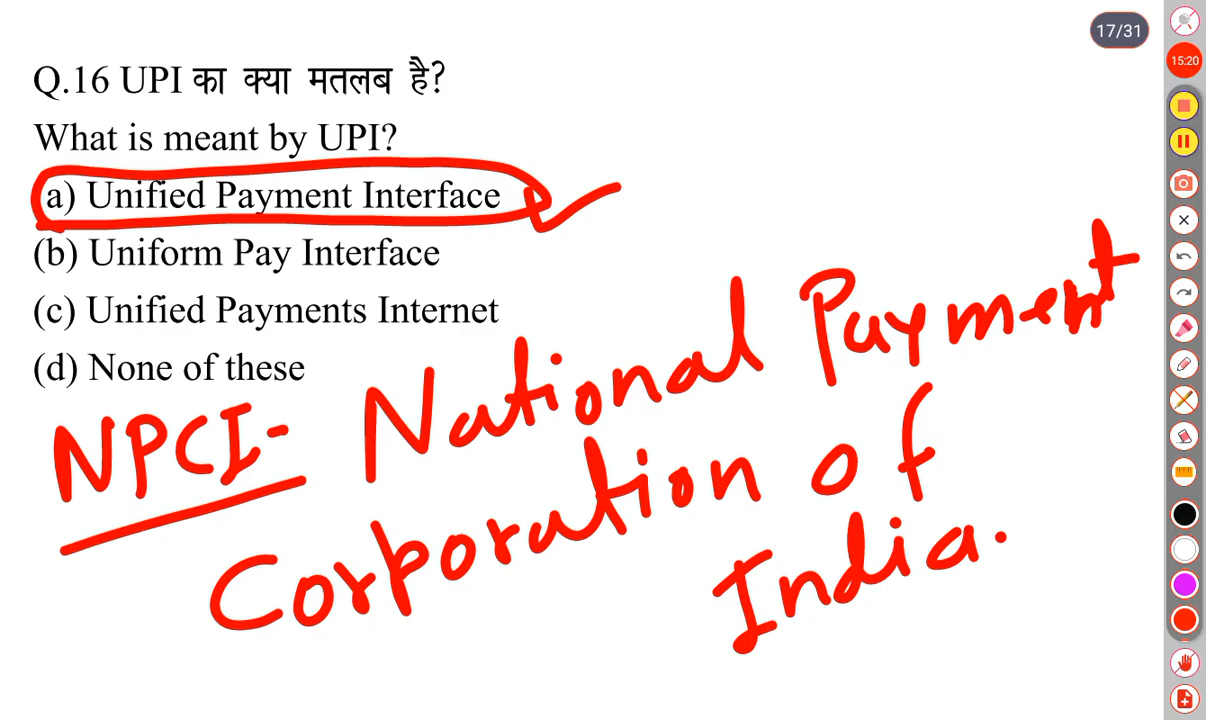 17/31
15:20
Q.16 UPI का क्या मतलब है?
What is meant by UPI?
a) Unified Payment Interface
(b) Uniform Pay Interface
(c) Unified Payments Internet
(d) None of these
NPCI- National Payment
Corporation of
India.